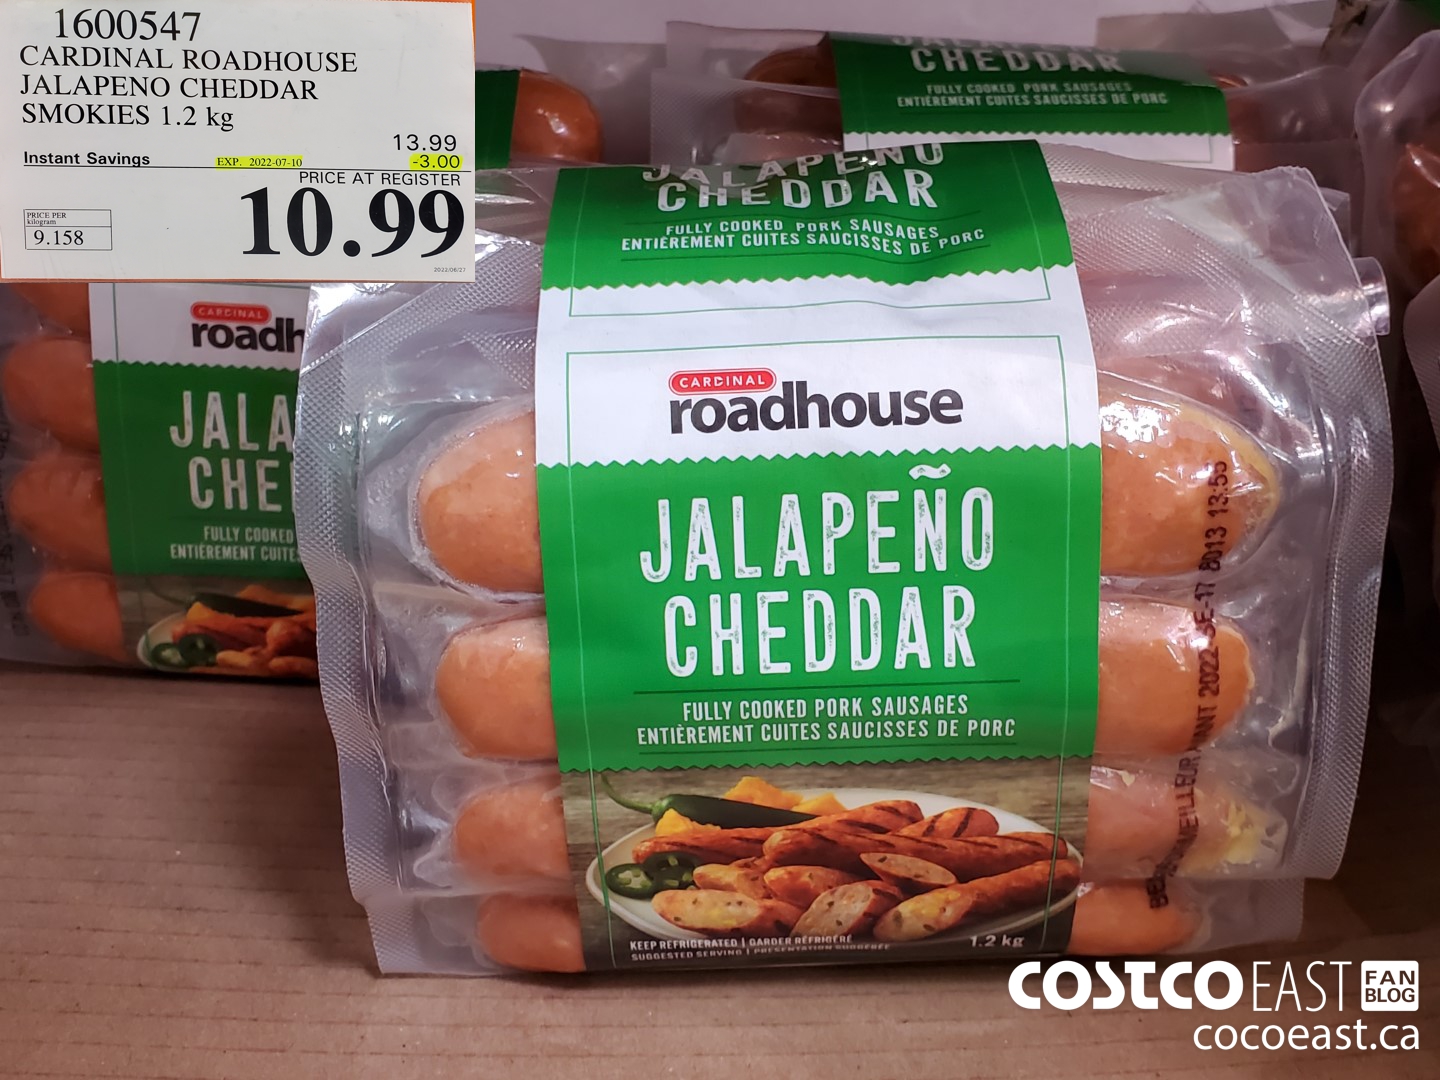 1600547
CARDINAL ROADHOUSE
JALAPENO CHEDDAR
SMOKIES 1.2 kg
13.99
Instant Savings EXP. 2022-07-10 -3.00
PRICE AT REGISTER
10.99
PRICE PER
kilogram
9.158
2022/06/27
CHEDDAR
FULLY COOKED PORK SAUSAGES
ENTIÈREMENT CUITES SAUCISSES DE PORC
JALAPEÑO
CHEDDAR
FULLY COOKED PORK SAUSAGES
ENTIÈREMENT CUITES SAUCISSES DE PORC
CARDINAL
roadh
JALA
CHE
FULLY COOKED
ENTIÈREMENT CUITES
CARDINAL
roadhouse
JALAPEÑO
CHEDDAR
FULLY COOKED PORK SAUSAGES
ENTIÈREMENT CUITES SAUCISSES DE PORC
KEEP REFRIGERATED | GARDER RÉFRIGÉRÉ
SUGGESTED SERVING | PRÉSENTATION SUGGÉRÉE
1.2 kg
2022-SE-17 8013 13:55
COSTCO EAST FAN BLOG
cocoeast.ca